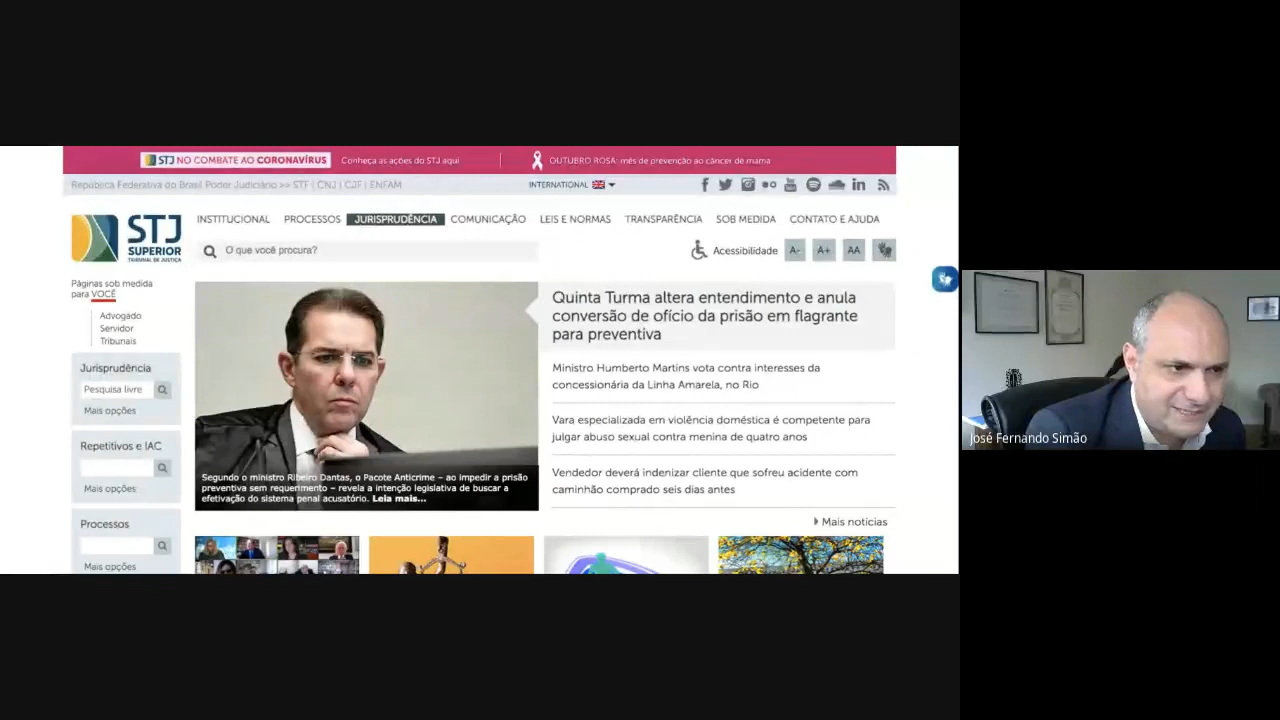 STJ NO COMBATE AO CORONAVÍRUS
Conheça as ações do STJ aqui
OUTUBRO ROSA: mês de prevenção ao câncer de mama
República Federativa do Brasil Poder Judiciário >> STF | CNJ | CJF | ENFAM
INTERNATIONAL
INSTITUCIONAL PROCESSOS JURISPRUDÊNCIA COMUNICAÇÃO LEIS E NORMAS TRANSPARÊNCIA SOB MEDIDA CONTATO E AJUDA
STJ
SUPERIOR
TRIBUNAL DE JUSTIÇA
O que você procura?
Acessibilidade A- A+ AA
Páginas sob medida
para VOCÊ
Advogado
Servidor
Tribunais
Jurisprudência
Pesquisa livre
Mais opções
Repetitivos e IAC
Mais opções
Processos
Mais opções
Segundo o ministro Ribeiro Dantas, o Pacote Anticrime – ao impedir a prisão
preventiva sem requerimento – revela a intenção legislativa de buscar a
efetivação do sistema penal acusatório. Leia mais...
Quinta Turma altera entendimento e anula
conversão de ofício da prisão em flagrante
para preventiva
Ministro Humberto Martins vota contra interesses da
concessionária da Linha Amarela, no Rio
Vara especializada em violência doméstica é competente para
julgar abuso sexual contra menina de quatro anos
Vendedor deverá indenizar cliente que sofreu acidente com
caminhão comprado seis dias antes
Mais notícias
José Fernando Simão